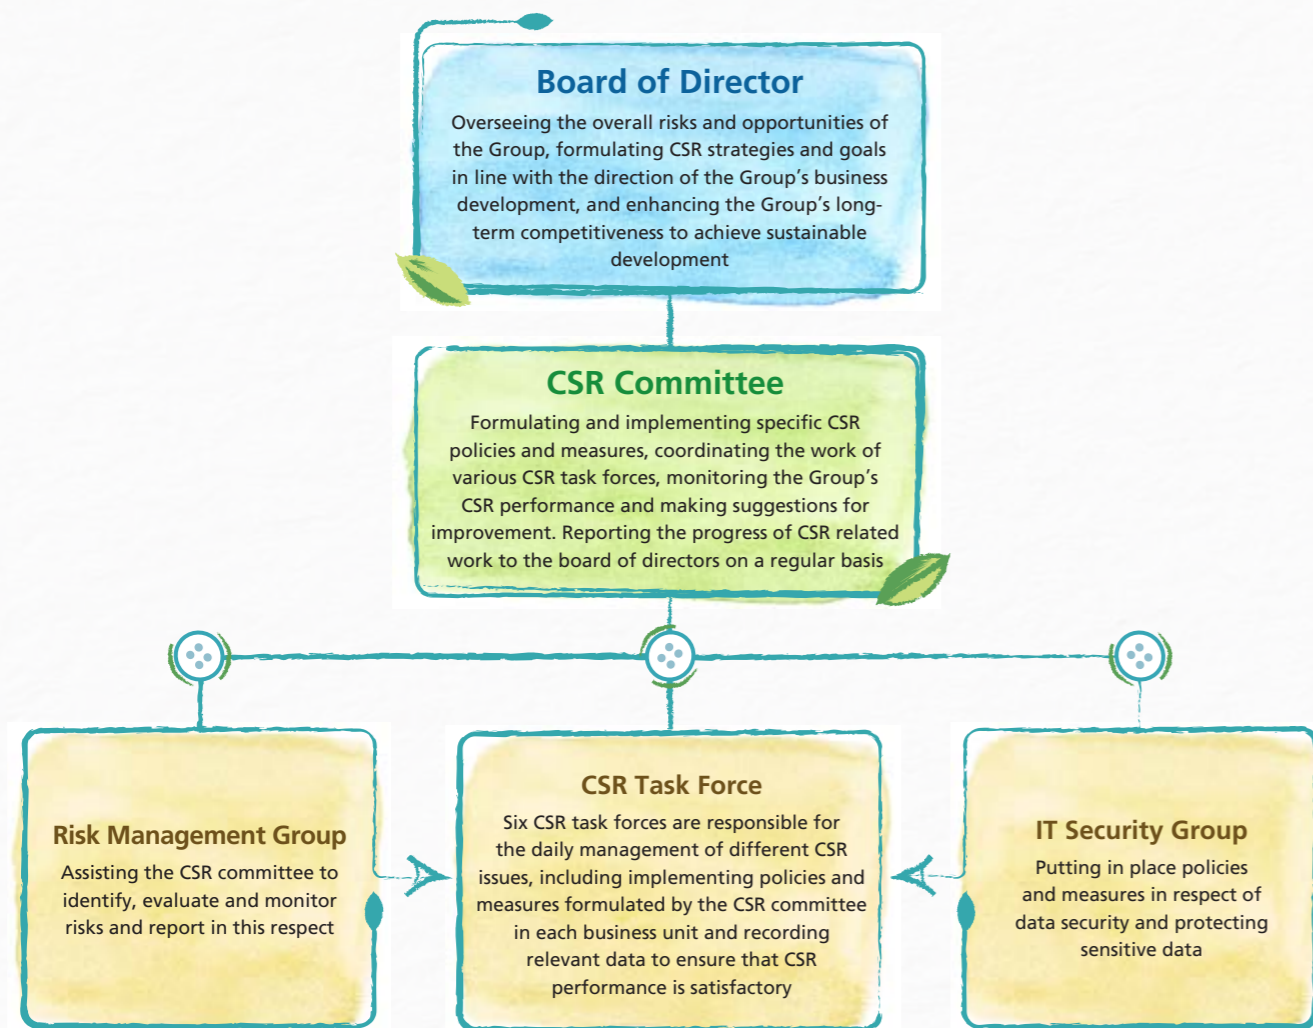 Board of Director
Overseeing the overall risks and opportunities of
the Group, formulating CSR strategies and goals
in line with the direction of the Group's business
development, and enhancing the Group's long-
term competitiveness to achieve sustainable
development
CSR Committee
Formulating and implementing specific CSR
policies and measures, coordinating the work of
various CSR task forces, monitoring the Group's
CSR performance and making suggestions for
improvement. Reporting the progress of CSR related
work to the board of directors on a regular basis
Risk Management Group
Assisting the CSR committee to
identify, evaluate and monitor
risks and report in this respect
CSR Task Force
Six CSR task forces are responsible for
the daily management of different CSR
issues, including implementing policies and
measures formulated by the CSR committee
in each business unit and recording
relevant data to ensure that CSR
performance is satisfactory
IT Security Group
Putting in place policies
and measures in respect of
data security and protecting
sensitive data